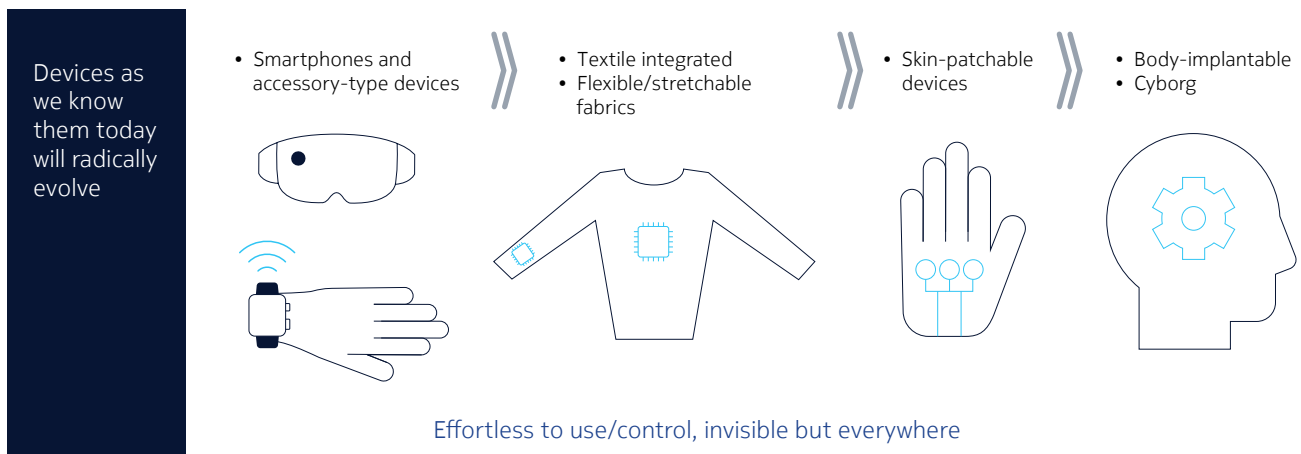 Devices as
we know
them today
will radically
evolve
• Smartphones and
accessory-type devices
• Textile integrated
• Flexible/stretchable
fabrics
• Skin-patchable
devices
• Body-implantable
• Cyborg
Effortless to use/control, invisible but everywhere